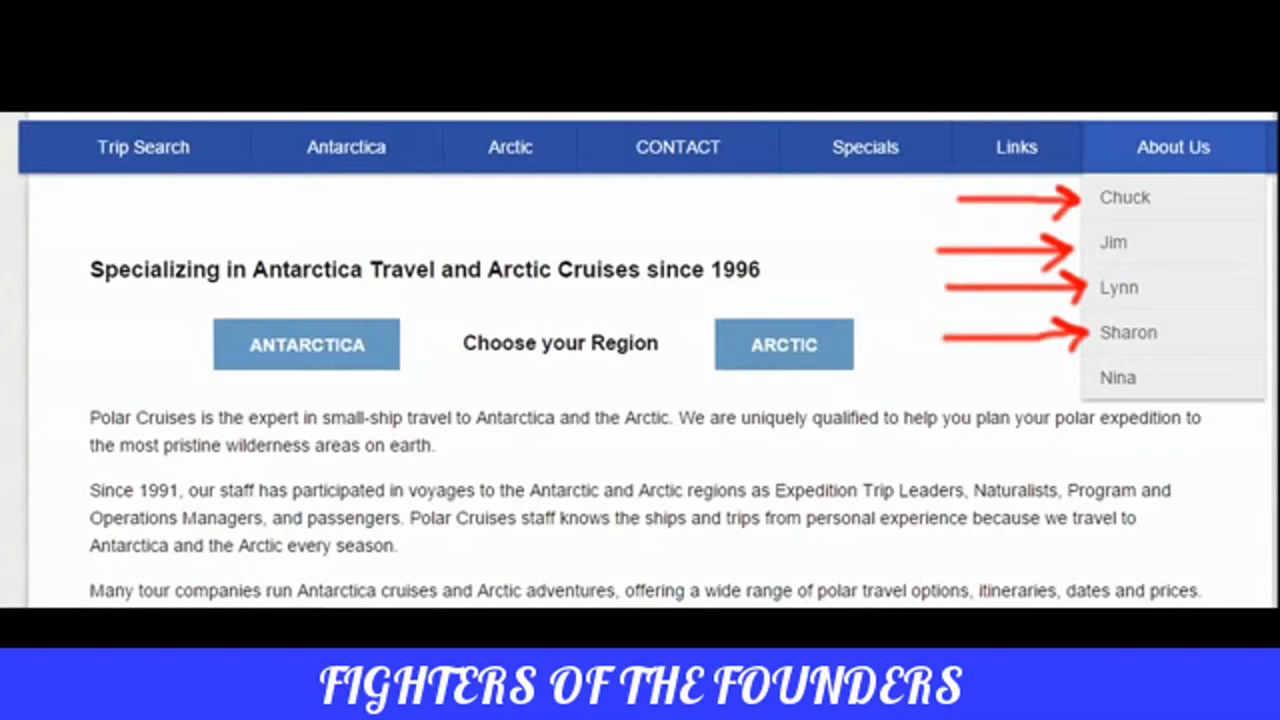 Trip Search Antarctica Arctic CONTACT Specials Links About Us
Chuck
Jim
Lynn
Sharon
Nina
Specializing in Antarctica Travel and Arctic Cruises since 1996
ANTARCTICA Choose your Region ARCTIC
Polar Cruises is the expert in small-ship travel to Antarctica and the Arctic. We are uniquely qualified to help you plan your polar expedition to
the most pristine wilderness areas on earth.
Since 1991, our staff has participated in voyages to the Antarctic and Arctic regions as Expedition Trip Leaders, Naturalists, Program and
Operations Managers, and passengers. Polar Cruises staff knows the ships and trips from personal experience because we travel to
Antarctica and the Arctic every season.
Many tour companies run Antarctica cruises and Arctic adventures, offering a wide range of polar travel options, itineraries, dates and prices.
FIGHTERS OF THE FOUNDERS